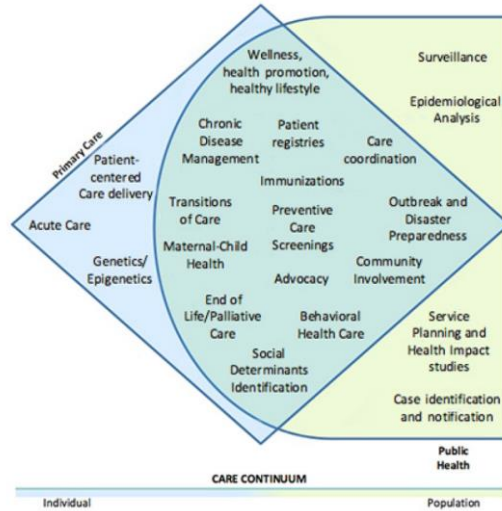 Wellness,
health promotion,
healthy lifestyle
Surveillance
Epidemiological
Analysis
Primary Care
Chronic
Disease
Management
Patient
registries
Care
coordination
Patient-
centered
Care delivery
Immunizations
Transitions
of Care
Preventive
Care
Screenings
Outbreak and
Disaster
Preparedness
Acute Care
Maternal-Child
Health
Genetics/
Epigenetics
Advocacy
Community
Involvement
End of
Life/Palliative
Care
Behavioral
Health Care
Service
Planning and
Health Impact
studies
Social
Determinants
Identification
Case identification
and notification
Public
Health
CARE CONTINUUM
Individual
Population